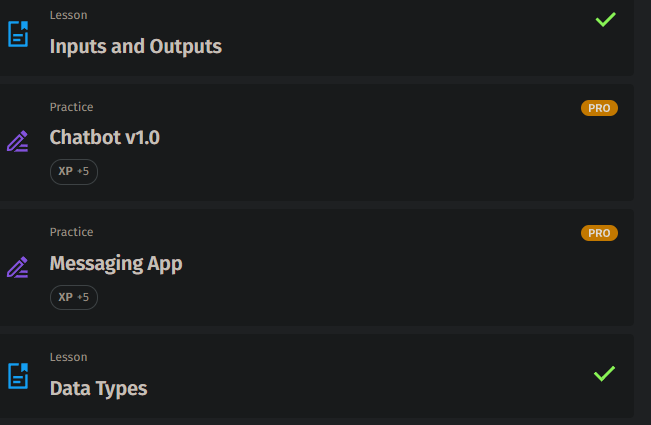 Lesson
Inputs and Outputs
Practice
PRO
Chatbot v1.0
XP +5
Practice
PRO
Messaging App
XP +5
Lesson
Data Types